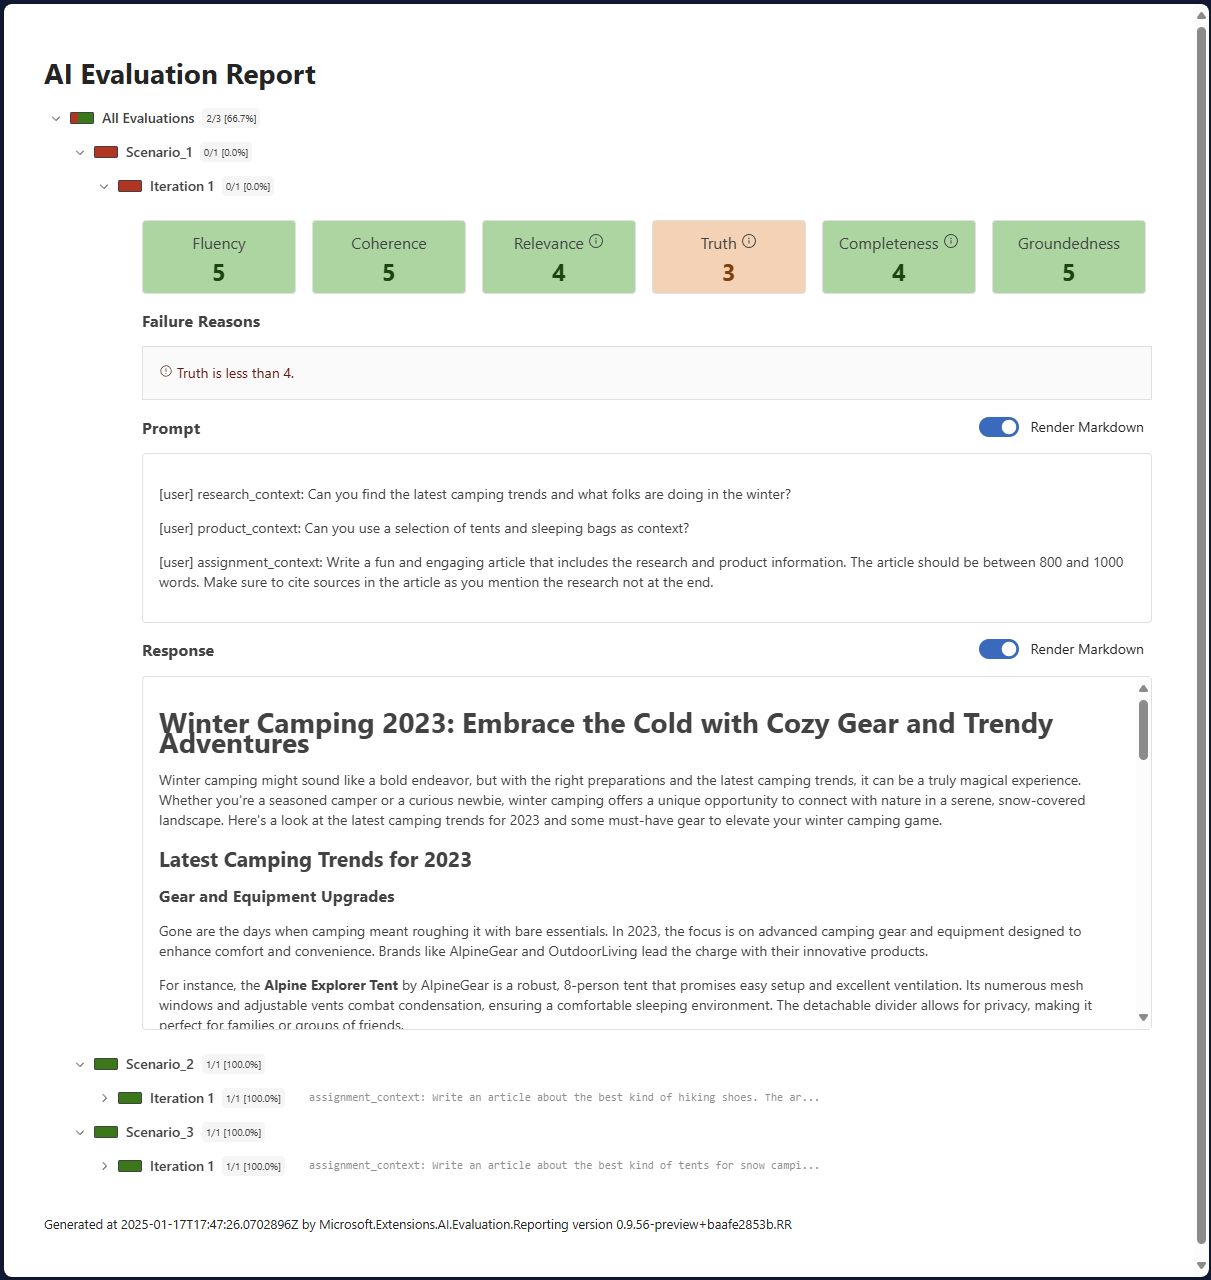 AI Evaluation Report
All Evaluations 2/3 [66.7%]
Scenario_1 0/1 [0.0%]
Iteration 1 0/1 [0.0%]
Fluency Coherence Relevance Truth Completeness Groundedness
5 5 4 3 4 5
Failure Reasons
Truth is less than 4.
Prompt Render Markdown
[user] research_context: Can you find the latest camping trends and what folks are doing in the winter?
[user] product_context: Can you use a selection of tents and sleeping bags as context?
[user] assignment_context: Write a fun and engaging article that includes the research and product information. The article should be between 800 and 1000
words. Make sure to cite sources in the article as you mention the research not at the end.
Response Render Markdown
Winter Camping 2023: Embrace the Cold with Cozy Gear and Trendy
Adventures
Winter camping might sound like a bold endeavor, but with the right preparations and the latest camping trends, it can be a truly magical experience.
Whether you're a seasoned camper or a curious newbie, winter camping offers a unique opportunity to connect with nature in a serene, snow-covered
landscape. Here's a look at the latest camping trends for 2023 and some must-have gear to elevate your winter camping game.
Latest Camping Trends for 2023
Gear and Equipment Upgrades
Gone are the days when camping meant roughing it with bare essentials. In 2023, the focus is on advanced camping gear and equipment designed to
enhance comfort and convenience. Brands like AlpineGear and OutdoorLiving lead the charge with their innovative products.
For instance, the Alpine Explorer Tent by AlpineGear is a robust, 8-person tent that promises easy setup and excellent ventilation. Its numerous mesh
windows and adjustable vents combat condensation, ensuring a comfortable sleeping environment. The detachable divider allows for privacy, making it
perfect for families or groups of friends.
Scenario_2 1/1 [100.0%]
Iteration 1 1/1 [100.0%] assignment_context: Write an article about the best kind of hiking shoes. The ar...
Scenario_3 1/1 [100.0%]
Iteration 1 1/1 [100.0%] assignment_context: Write an article about the best kind of tents for snow campi...
Generated at 2025-01-17T17:47:26.0702896Z by Microsoft.Extensions.AI.Evaluation.Reporting version 0.9.56-preview+baafe2853b.RR